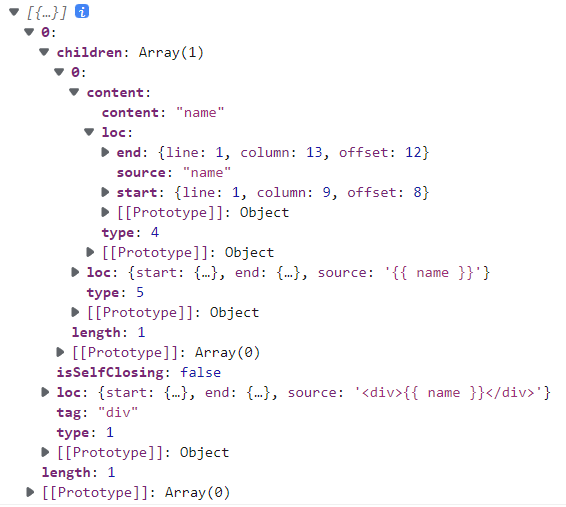 [{…}] i
0:
children: Array(1)
0:
content:
content: "name"
loc:
end: {line: 1, column: 13, offset: 12}
source: "name"
start: {line: 1, column: 9, offset: 8}
[[Prototype]]: Object
type: 4
[[Prototype]]: Object
loc: {start: {…}, end: {…}, source: '{{ name }}'}
type: 5
[[Prototype]]: Object
length: 1
[[Prototype]]: Array(0)
isSelfClosing: false
loc: {start: {…}, end: {…}, source: '<div>{{ name }}</div>'}
tag: "div"
type: 1
[[Prototype]]: Object
length: 1
[[Prototype]]: Array(0)